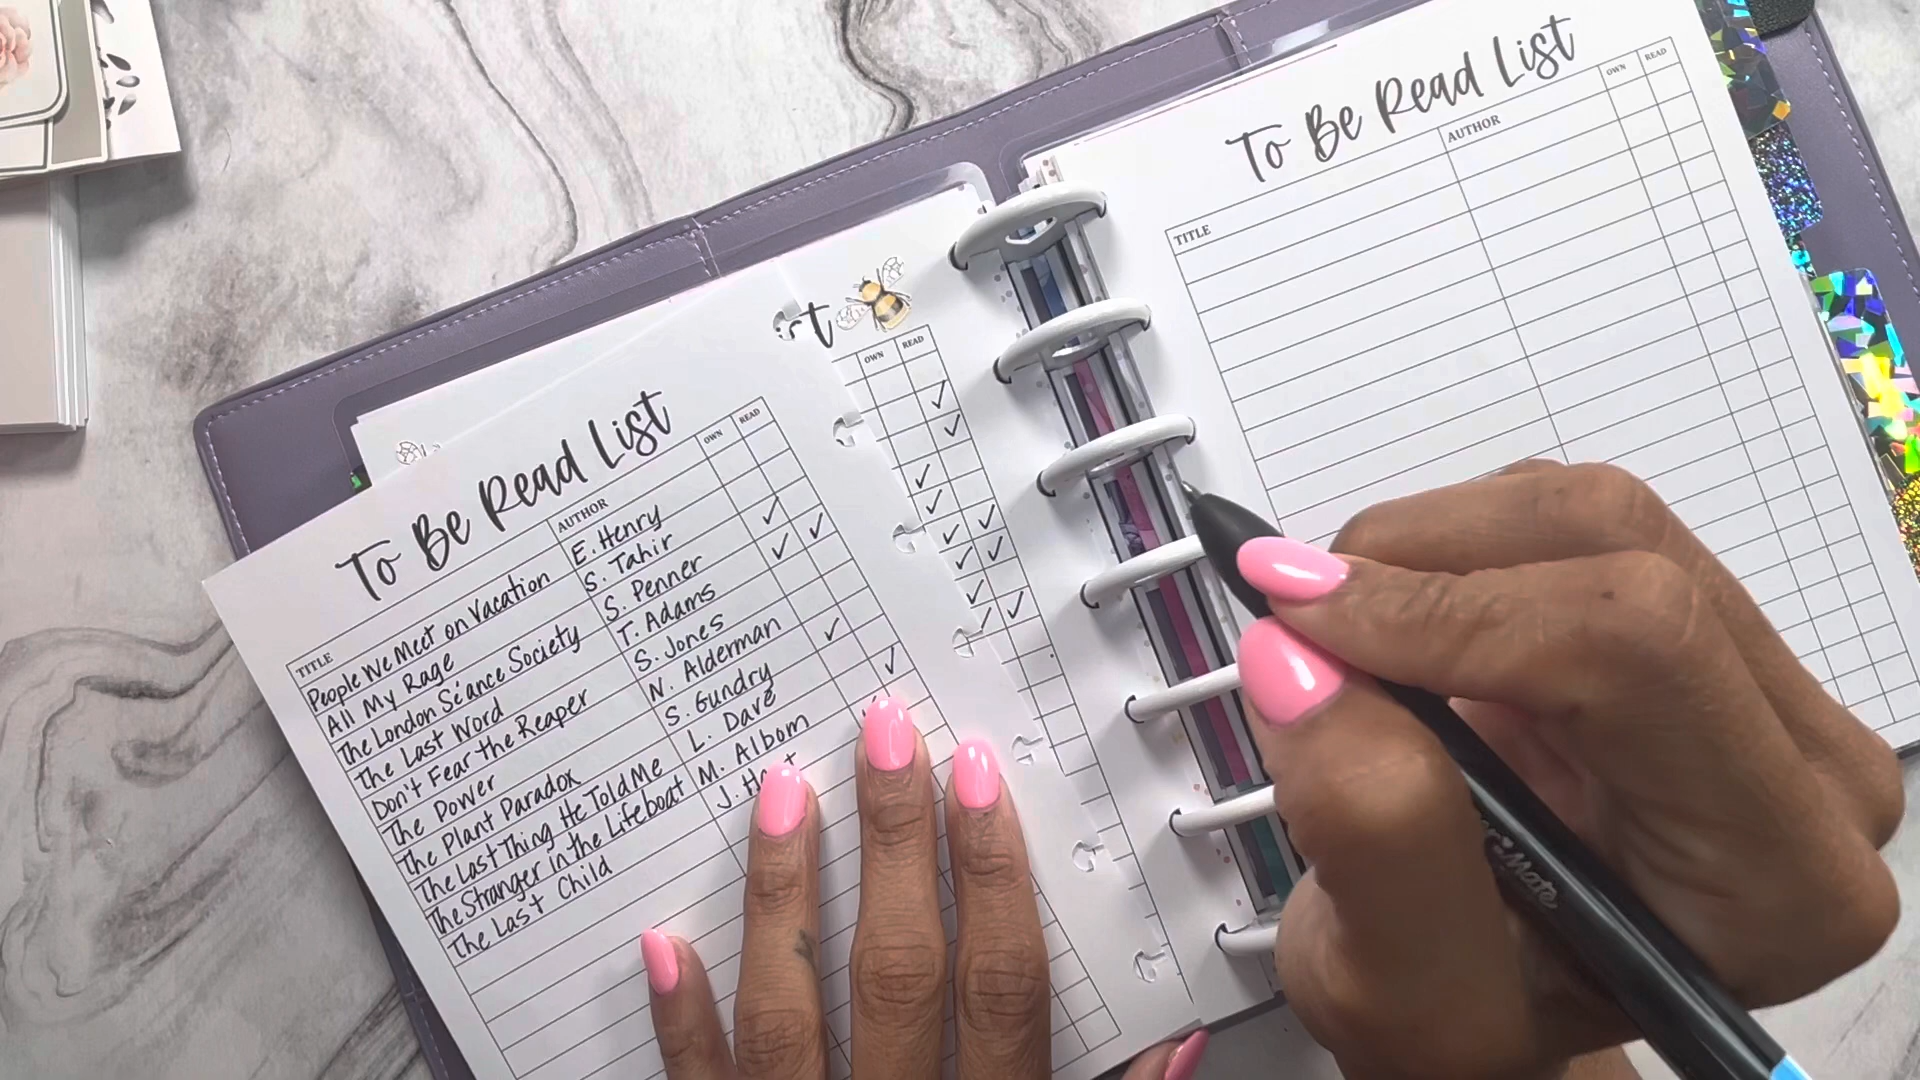 To Be Read List
TITLE AUTHOR OWN READ
People We Meet on Vacation E. Henry
All My Rage S. Tahir
The London Séance Society S. Penner
The Last Word T. Adams
Don't Fear the Reaper S. Jones
The Power N. Alderman
The Plant Paradox S. Gundry
The Last Thing He Told Me L. Dave
The Stranger in the Lifeboat M. Albom
The Last Child J.
OWN READ
To Be Read List
TITLE AUTHOR OWN READ
Mate